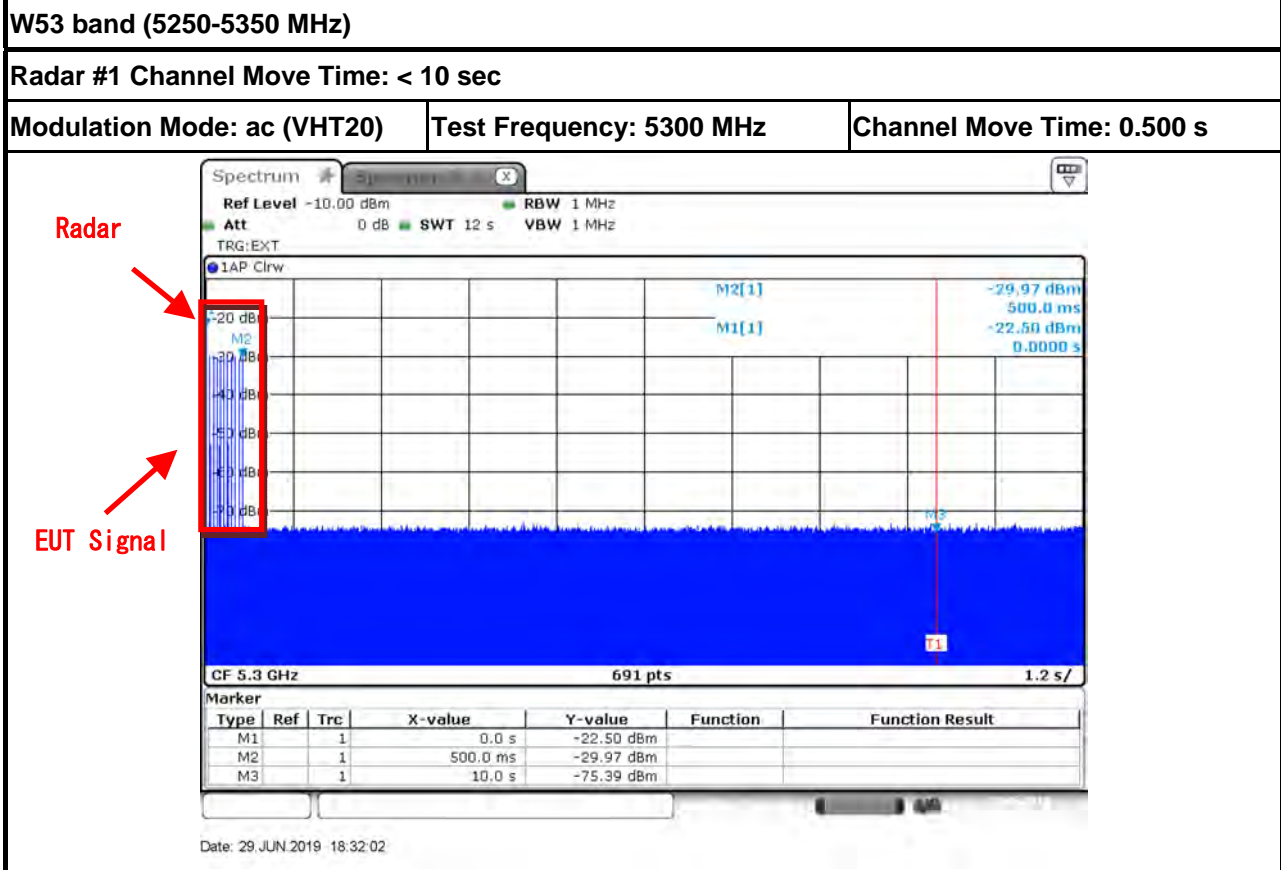 W53 band (5250-5350 MHz)
Radar #1 Channel Move Time: < 10 sec
Modulation Mode: ac (VHT20) Test Frequency: 5300 MHz Channel Move Time: 0.500 s
Spectrum X
Ref Level -10.00 dBm RBW 1 MHz
Att 0 dB SWT 12 s VBW 1 MHz
TRG:EXT
1AP Clrw
Radar
M2[1] -29.97 dBm
500.0 ms
M1[1] -22.50 dBm
0.0000 s
-20 dBm
M2
-30 dBm
-40 dBm
-50 dBm
-60 dBm
-70 dBm
M3
EUT Signal
T1
CF 5.3 GHz 691 pts 1.2 s/
Marker
Type Ref Trc X-value Y-value Function Function Result
M1 1 0.0 s -22.50 dBm
M2 1 500.0 ms -29.97 dBm
M3 1 10.0 s -75.39 dBm
Date: 29.JUN.2019 18:32:02